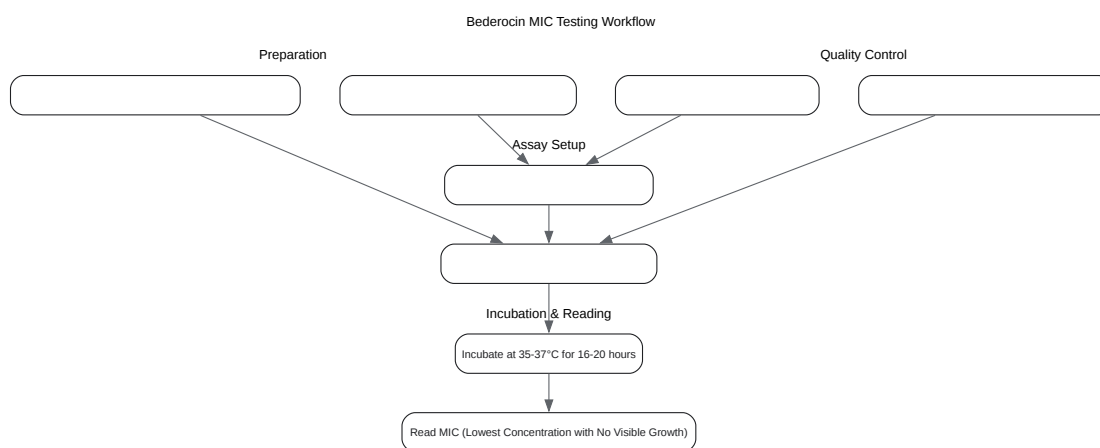 Bederocin MIC Testing Workflow
Preparation
Quality Control
Assay Setup
Incubation & Reading
Incubate at 35-37°C for 16-20 hours
Read MIC (Lowest Concentration with No Visible Growth)